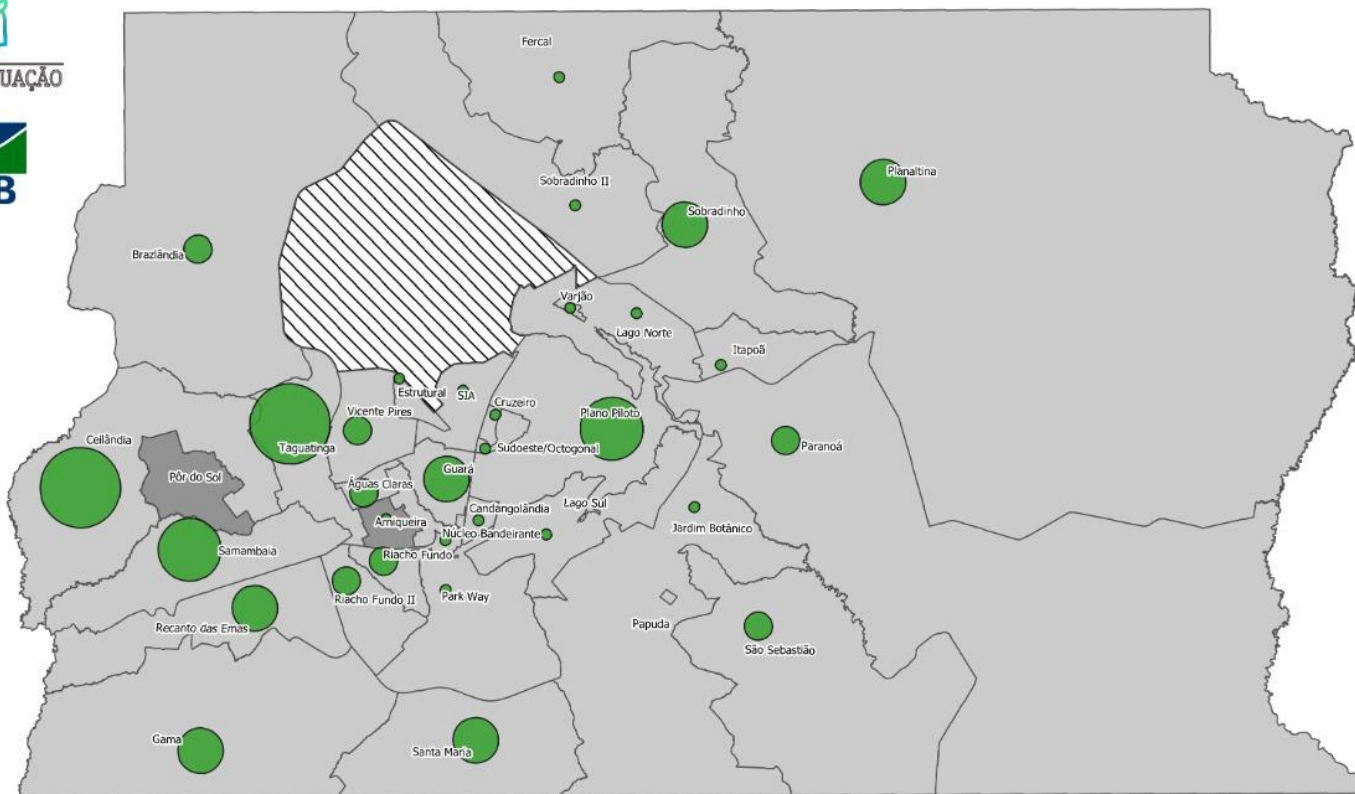 UAÇÃO
B
Fercal
Planaltina
Sobradinho II
Sobradinho
Brazlândia
Varjão
Lago Norte
Itapoã
Estrutural
SIA
Cruzeiro
Vicente Pires
Plano Piloto
Ceilândia
Taguatinga
Sudoeste/Octogonal
Paranoá
Guará
Pôr do Sol
Águas Claras
Lago Sul
Candangolândia
Arniqueira
Jardim Botânico
Núcleo Bandeirante
Samambaia
Riacho Fundo
Park Way
Riacho Fundo II
Papuda
Recanto das Emas
São Sebastião
Gama
Santa Maria